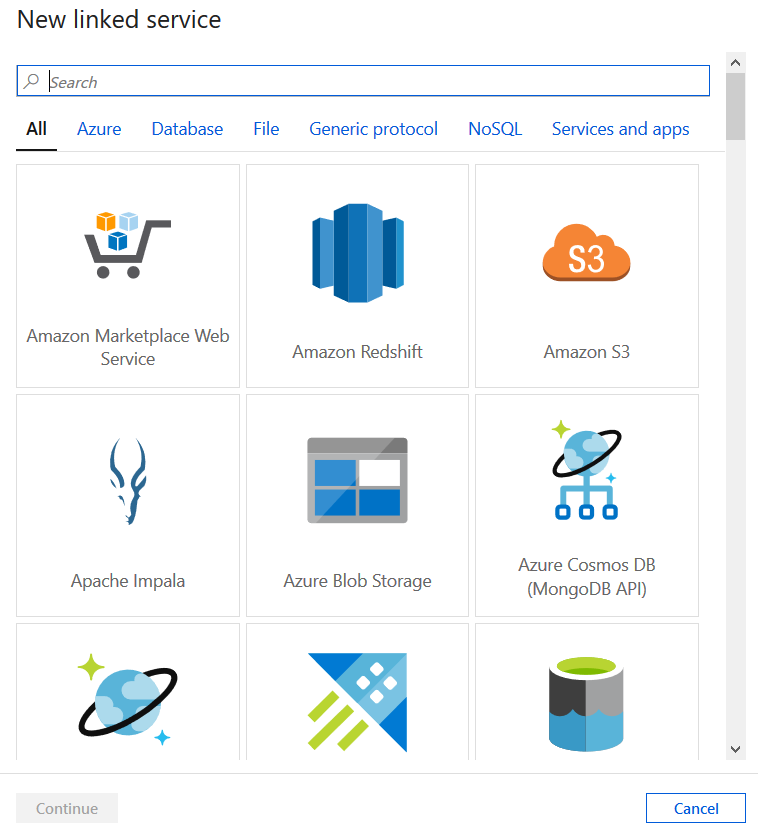 New linked service
Search
All Azure Database File Generic protocol NoSQL Services and apps
Amazon Marketplace Web
Service
Amazon Redshift
S3
Amazon S3
Apache Impala
Azure Blob Storage
Azure Cosmos DB
(MongoDB API)
Continue
Cancel